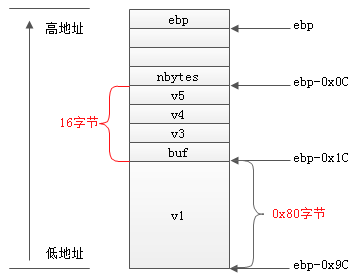 高地址
ebp
ebp
nbytes
ebp-0x0C
v5
16字节
v4
v3
buf
ebp-0x1C
v1
0x80字节
低地址
ebp-0x9C